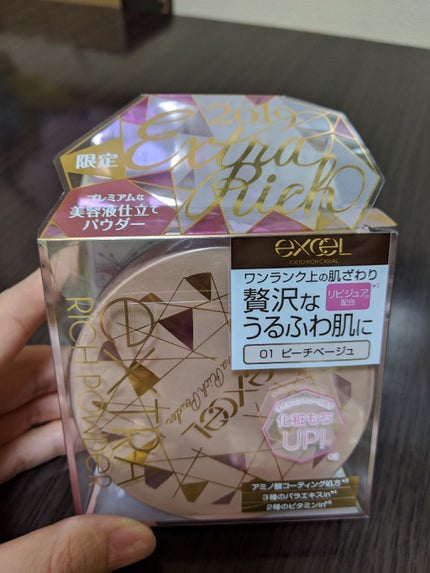 2019
Extra
Rich
限定
プレミアムな
美容液仕立て
パウダー
excel
TOKYO RICH CASUAL
ワンランク上の肌ざわり
贅沢な
リピジュア
配合
うるふわ肌に
01 ピーチベージュ
EXTRA
RICH POWDER
Extra Rich Powder
excel
化粧もち
UP!
アミノ酸コーティング処方
3種のバラエキスin
2種のビタミンin